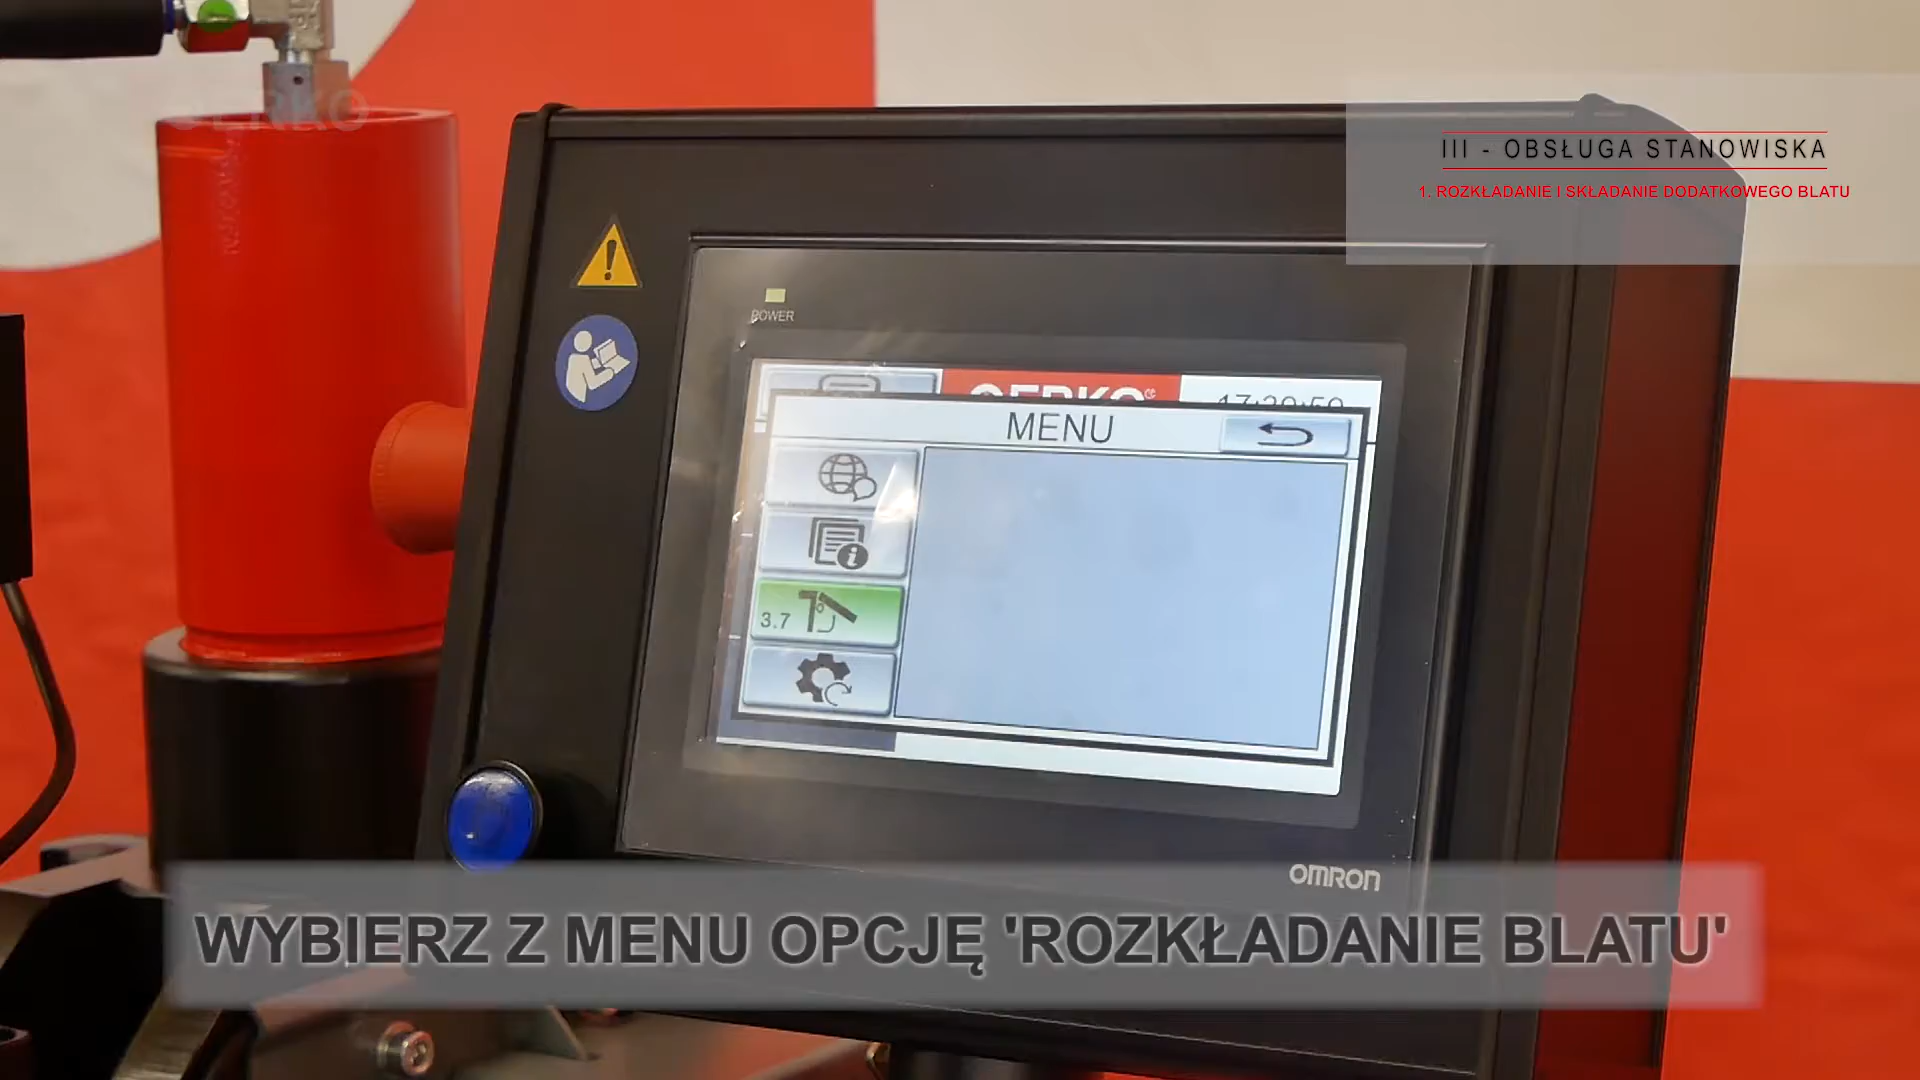 III - OBSŁUGA STANOWISKA
1. ROZKŁADANIE I SKŁADANIE DODATKOWEGO BLATU
POWER
MENU
3.7
OMRON
WYBIERZ Z MENU OPCJĘ 'ROZKŁADANIE BLATU'